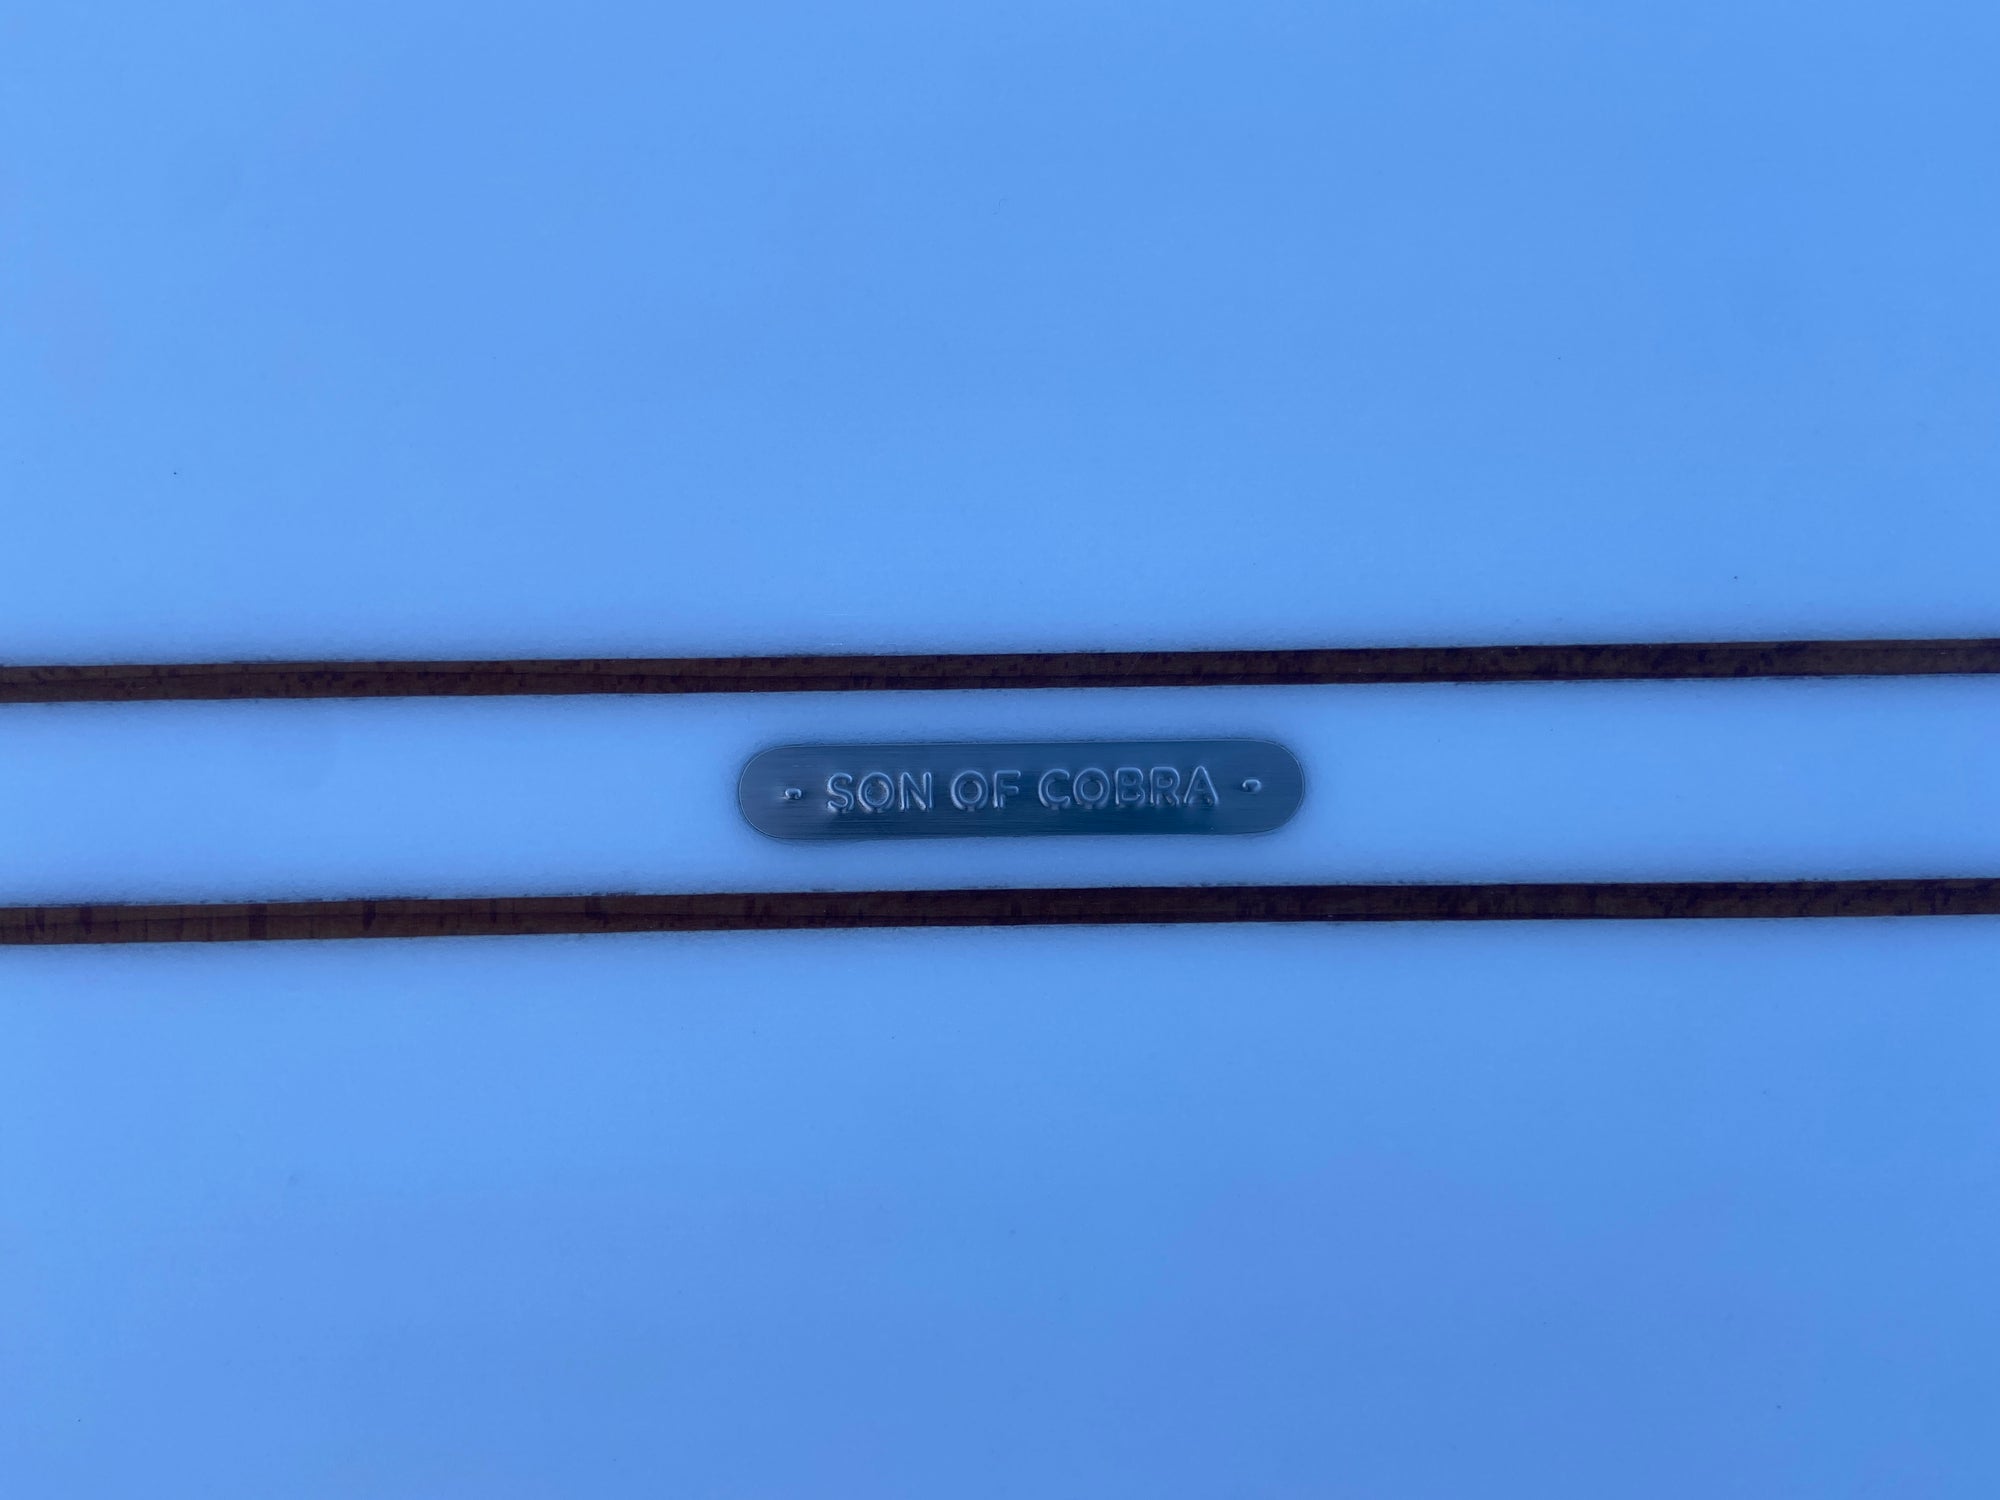 · SON OF COBRA ·